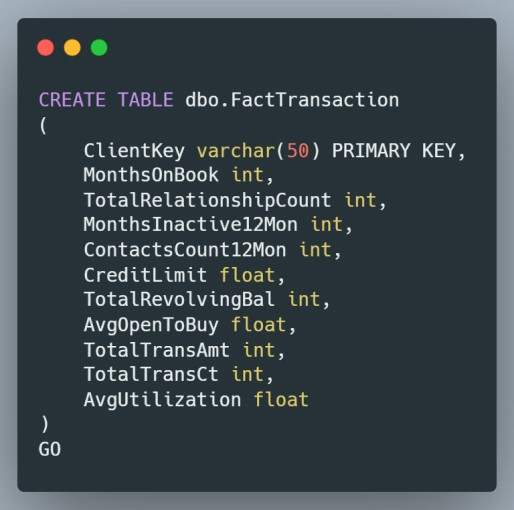 CREATE TABLE dbo.FactTransaction
(
    ClientKey varchar(50) PRIMARY KEY,
    MonthsOnBook int,
    TotalRelationshipCount int,
    MonthsInactive12Mon int,
    ContactsCount12Mon int,
    CreditLimit float,
    TotalRevolvingBal int,
    AvgOpenToBuy float,
    TotalTransAmt int,
    TotalTransCt int,
    AvgUtilization float
)
GO